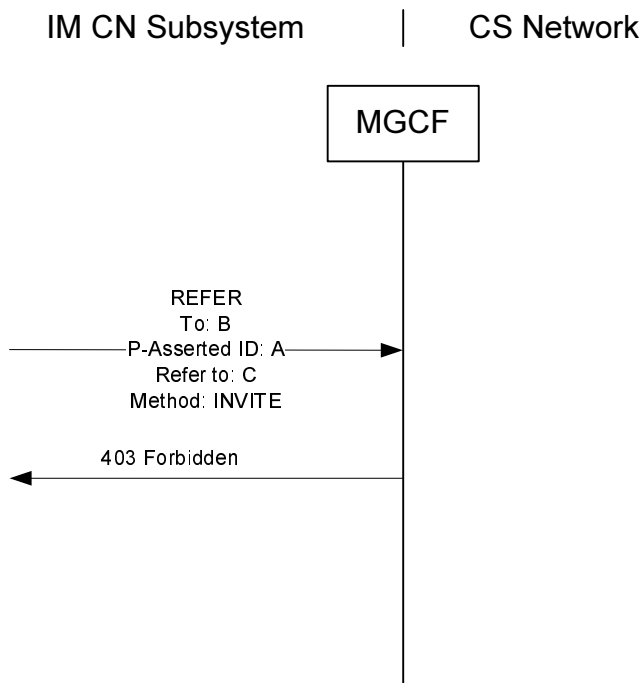 IM CN Subsystem | CS Network
MGCF
REFER
To: B
P-Asserted ID: A
Refer to: C
Method: INVITE
403 Forbidden